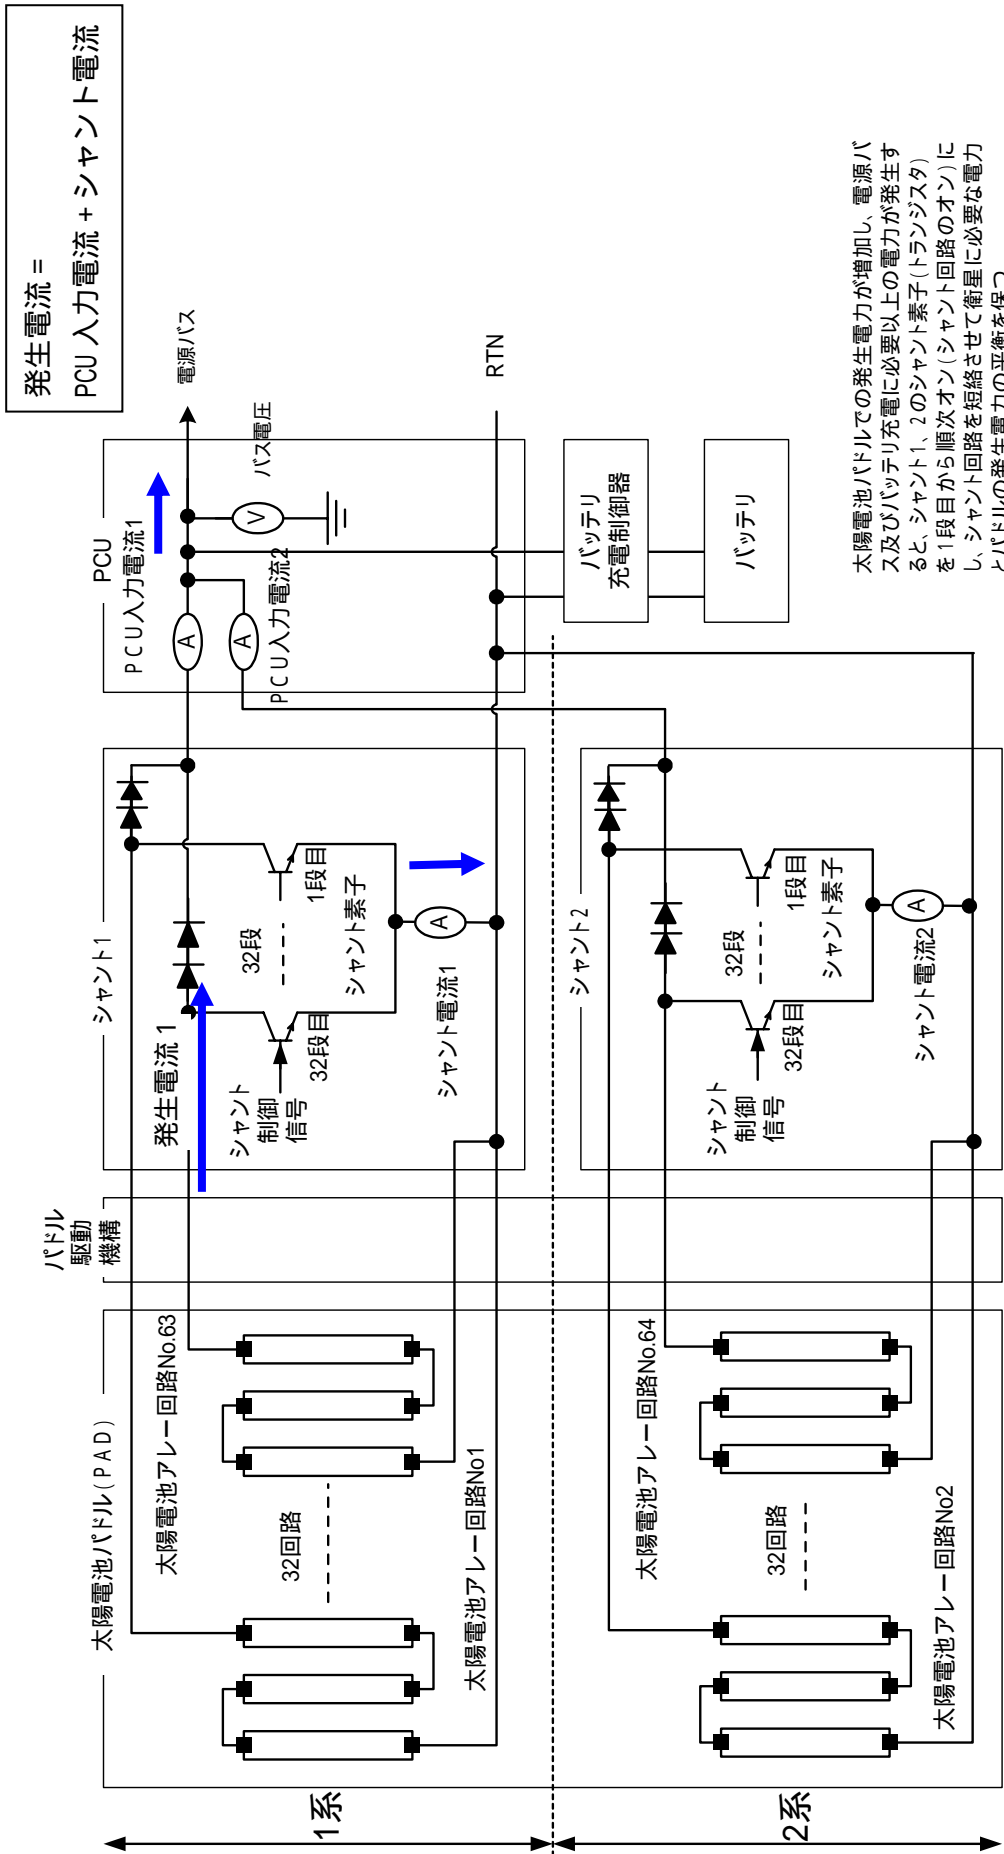 発生電流 =
PCU 入力電流 + シャント電流
電源バス
RTN
PCU
PCU入力電流1
バス電圧
V
A
A
PCU入力電流2
バッテリ
充電制御器
バッテリ
シャント1
発生電流 1
32段
1段目
シャント素子
32段目
シャント
制御
信号
A
シャント電流1
シャント2
32段
1段目
シャント素子
32段目
シャント
制御
信号
A
シャント電流2
パドル
駆動
機構
太陽電池パドル(PAD)
太陽電池アレー回路No.63
32回路
太陽電池アレー回路No1
太陽電池アレー回路No.64
32回路
太陽電池アレー回路No2
1系
2系
太陽電池パドルでの発生電力が増加し、電源バ
ス及びバッテリ充電に必要以上の電力が発生す
ると、シャント1、2のシャント素子(トランジスタ)
を1段目から順次オン(シャント回路のオン)に
し、シャント回路を短絡させて衛星に必要な電力
とパドルの発生電力の平衡を保つ